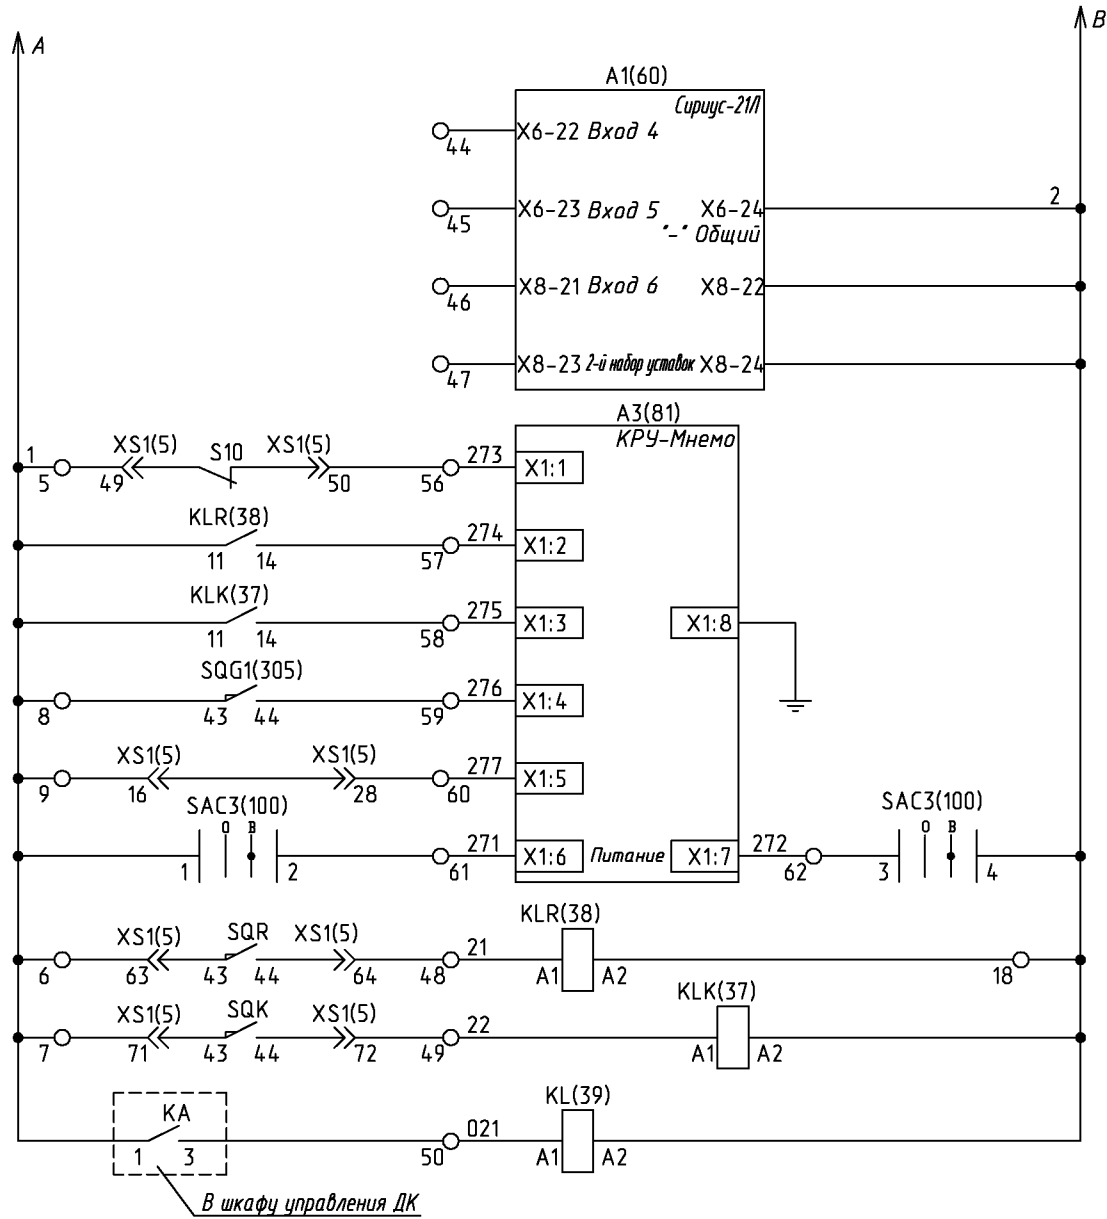 A
B
A1(60)
Сириус-21Л
X6-22 Вход 4
44
X6-23 Вход 5 X6-24
2
45
"-" Общий
X8-21 Вход 6 X8-22
46
X8-23 2-й набор уставок X8-24
47
A3(81)
КРУ-Мнемо
1
XS1(5) S10 XS1(5)
273
X1:1
5 49 50 56
KLR(38)
274
X1:2
11 14 57
KLK(37)
275
X1:3 X1:8
11 14 58
SQG1(305)
276
X1:4
8 43 44 59
XS1(5) XS1(5)
277
X1:5
9 16 28 60
SAC3(100) SAC3(100)
0 В 0 В
271 272
X1:6 Питание X1:7
1 2 61 62 3 4
KLR(38)
XS1(5) SQR XS1(5)
21
6 63 43 44 64 48 A1 A2 18
KLK(37)
XS1(5) SQK XS1(5)
22
7 71 43 44 72 49 A1 A2
KL(39)
KA
021
1 3 50 A1 A2
В шкафу управления ДК